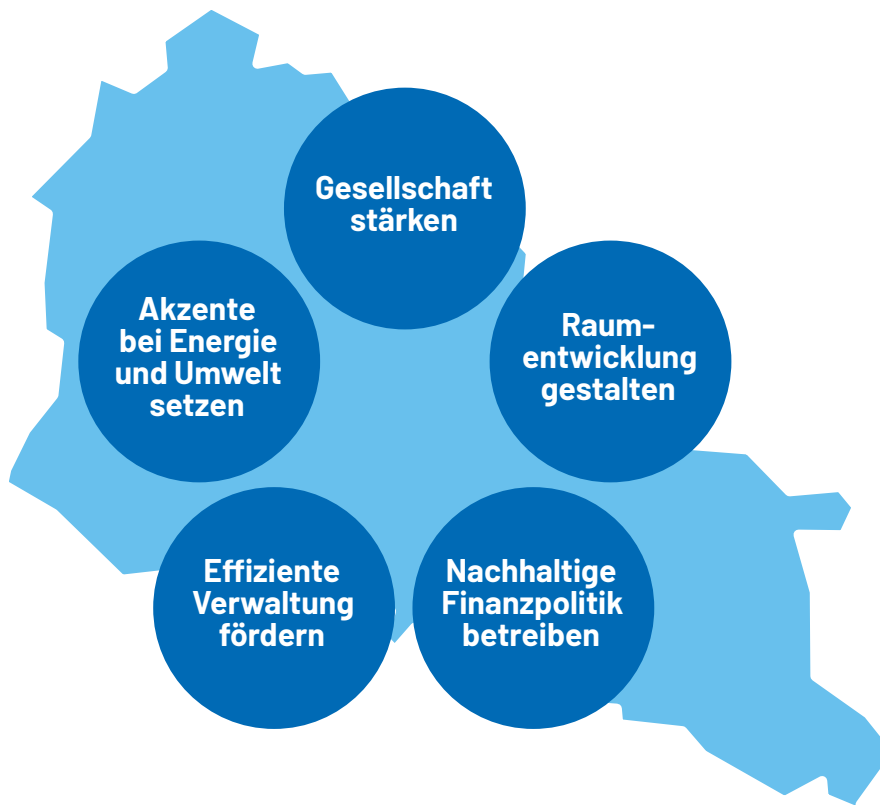 Gesellschaft
stärken
Akzente
bei Energie
und Umwelt
setzen
Raum-
entwicklung
gestalten
Effiziente
Verwaltung
fördern
Nachhaltige
Finanzpolitik
betreiben